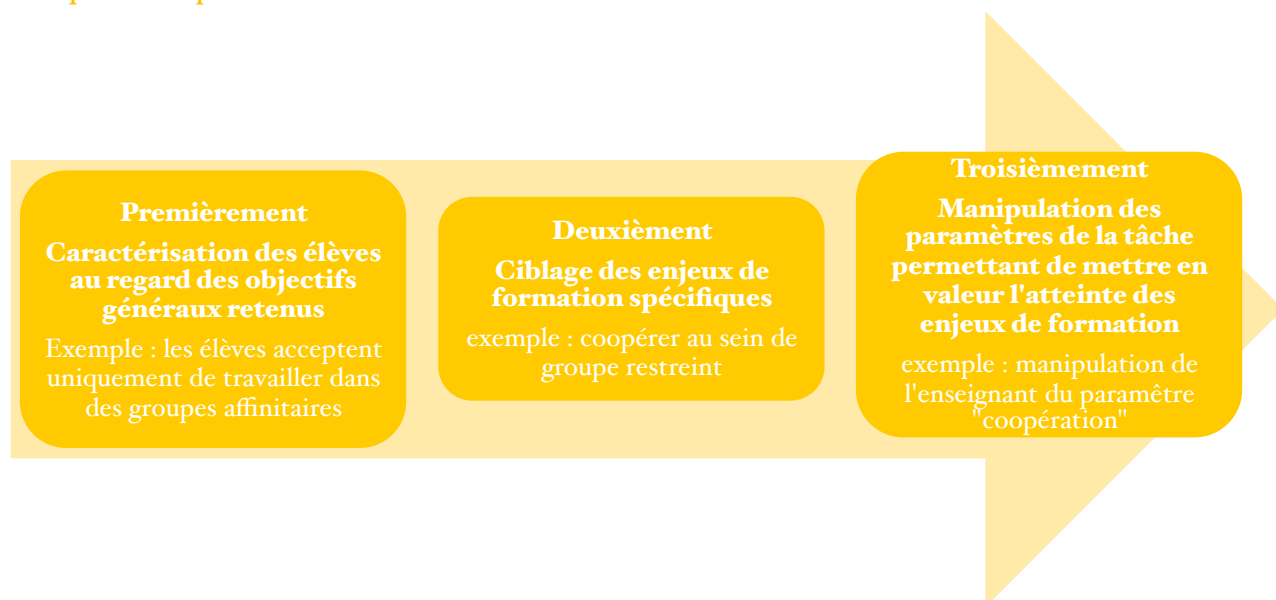 Premièrement
Caractérisation des élèves
au regard des objectifs
généraux retenus
Exemple : les élèves acceptent
uniquement de travailler dans
des groupes affinitaires
Deuxièment
Ciblage des enjeux de
formation spécifiques
exemple : coopérer au sein de
groupe restreint
Troisièmement
Manipulation des
paramètres de la tâche
permettant de mettre en
valeur l'atteinte des
enjeux de formation
exemple : manipulation de
l'enseignant du paramêtre
"coopération"